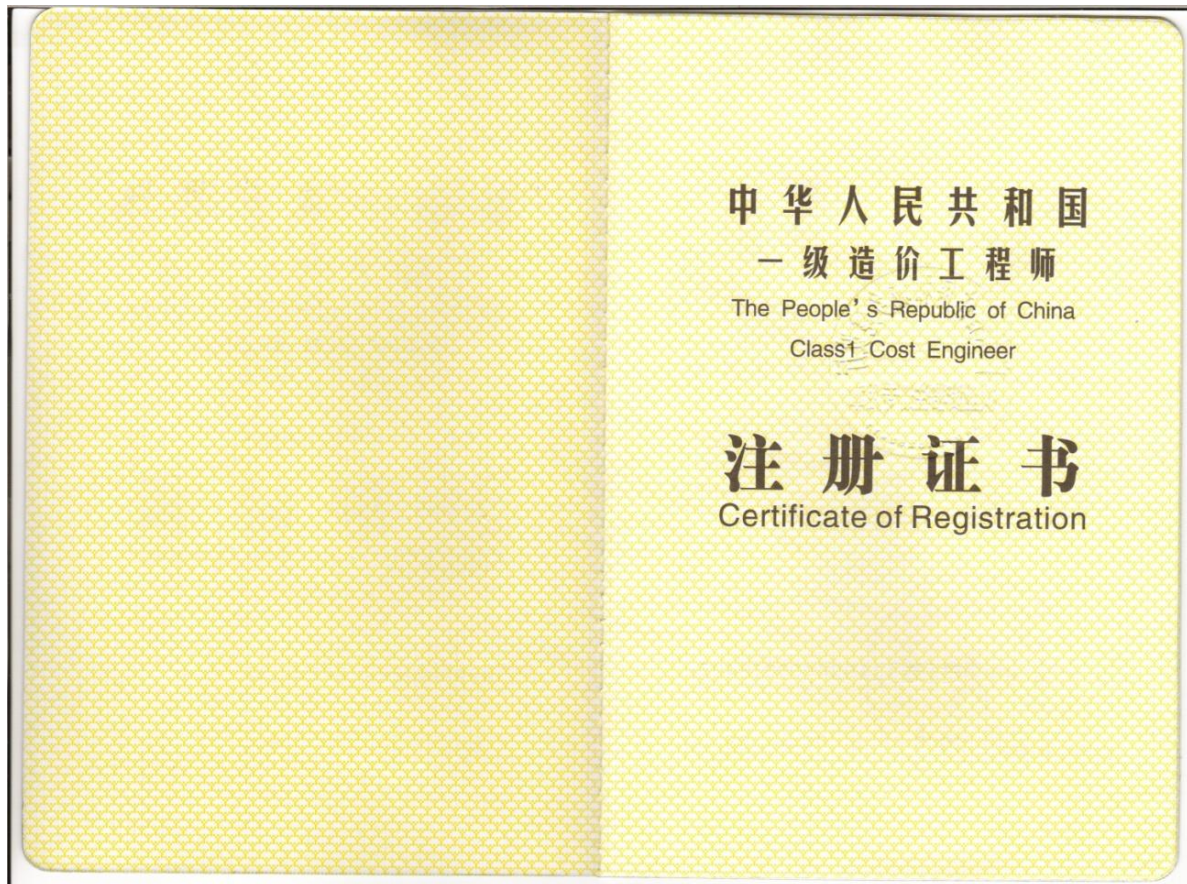 中华人民共和国
一级造价工程师
The People's Republic of China
Class1 Cost Engineer
注册证书
Certificate of Registration